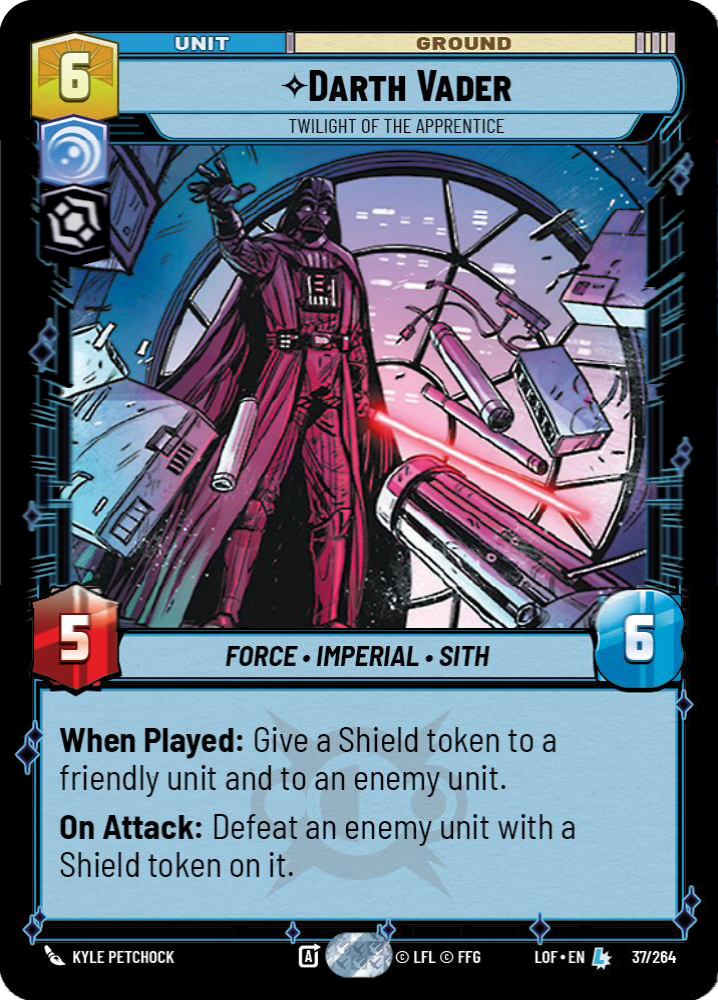 UNIT
GROUND
6
✧DARTH VADER
TWILIGHT OF THE APPRENTICE
5
FORCE • IMPERIAL • SITH
6
When Played: Give a Shield token to a
friendly unit and to an enemy unit.
On Attack: Defeat an enemy unit with a
Shield token on it.
KYLE PETCHOCK
A
© LFL © FFG
LOF • EN
L
37/264